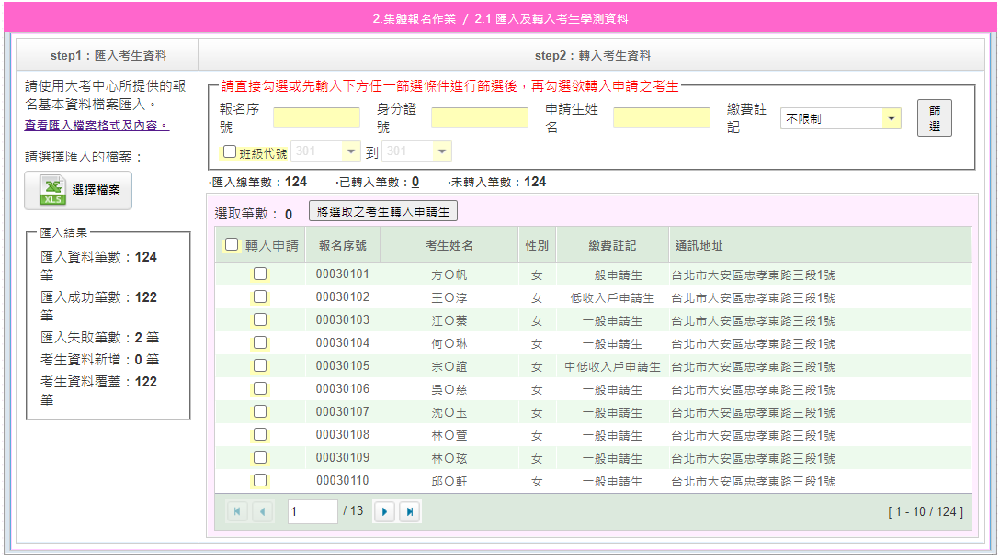 2.集體報名作業 / 2.1 匯入及轉入考生學測資料
step1：匯入考生資料
請使用大考中心所提供的報
名基本資料檔案匯入。
查看匯入檔案格式及內容。
請選擇匯入的檔案：
XLS 選擇檔案
匯入結果
匯入資料筆數：124
筆
匯入成功筆數：122
筆
匯入失敗筆數：2 筆
考生資料新增：0 筆
考生資料覆蓋：122
筆
step2：轉入考生資料
請直接勾選或先輸入下方任一篩選條件進行篩選後，再勾選欲轉入申請之考生
報名序
號
身分證
號
申請生姓
名
繳費註
記
不限制
篩
選
班級代號 301 到 301
‧匯入總筆數：124 ‧已轉入筆數：0 ‧未轉入筆數：124
選取筆數： 0 將選取之考生轉入申請生
轉入申請 報名序號 考生姓名 性別 繳費註記 通訊地址
00030101 方○帆 女 一般申請生 台北市大安區忠孝東路三段1號
00030102 王○淳 女 低收入戶申請生 台北市大安區忠孝東路三段1號
00030103 江○蓁 女 一般申請生 台北市大安區忠孝東路三段1號
00030104 何○琳 女 一般申請生 台北市大安區忠孝東路三段1號
00030105 余○誼 女 中低收入戶申請生 台北市大安區忠孝東路三段1號
00030106 吳○慈 女 一般申請生 台北市大安區忠孝東路三段1號
00030107 沈○玉 女 一般申請生 台北市大安區忠孝東路三段1號
00030108 林○萱 女 一般申請生 台北市大安區忠孝東路三段1號
00030109 林○玹 女 一般申請生 台北市大安區忠孝東路三段1號
00030110 邱○軒 女 一般申請生 台北市大安區忠孝東路三段1號
1 / 13 [ 1 - 10 / 124 ]